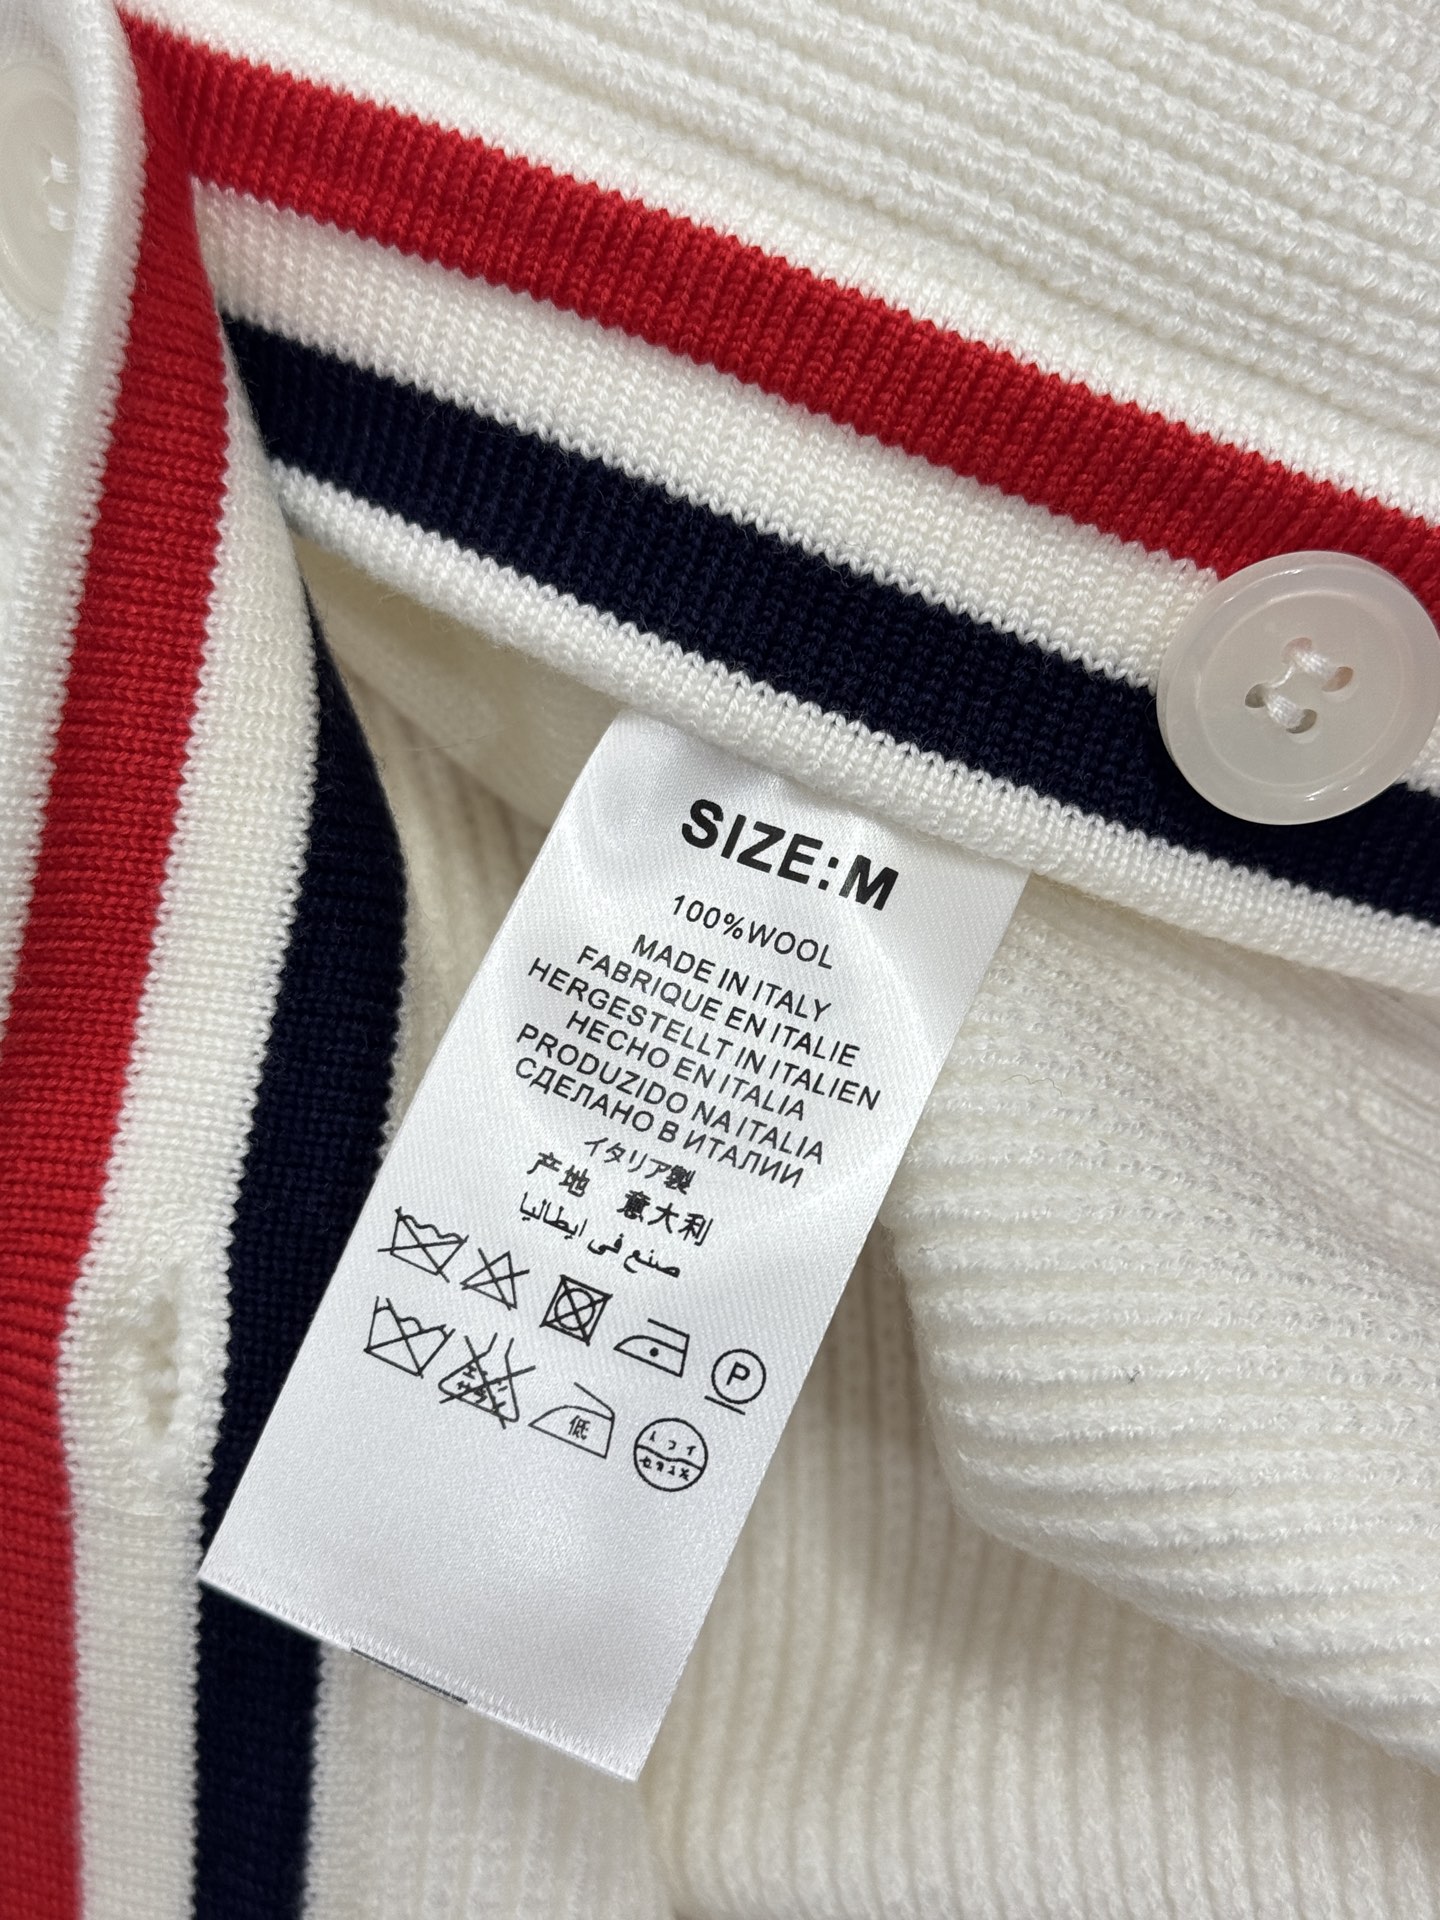 SIZE:M
100%WOOL
MADE IN ITALY
FABRIQUE EN ITALIE
HERGESTELLT IN ITALIEN
HECHO EN ITALIA
PRODUZIDO NA ITALIA
СДЕЛАНО В ИТАЛИИ
イタリア製
产地 意大利
صنع في ايطاليا
P
低